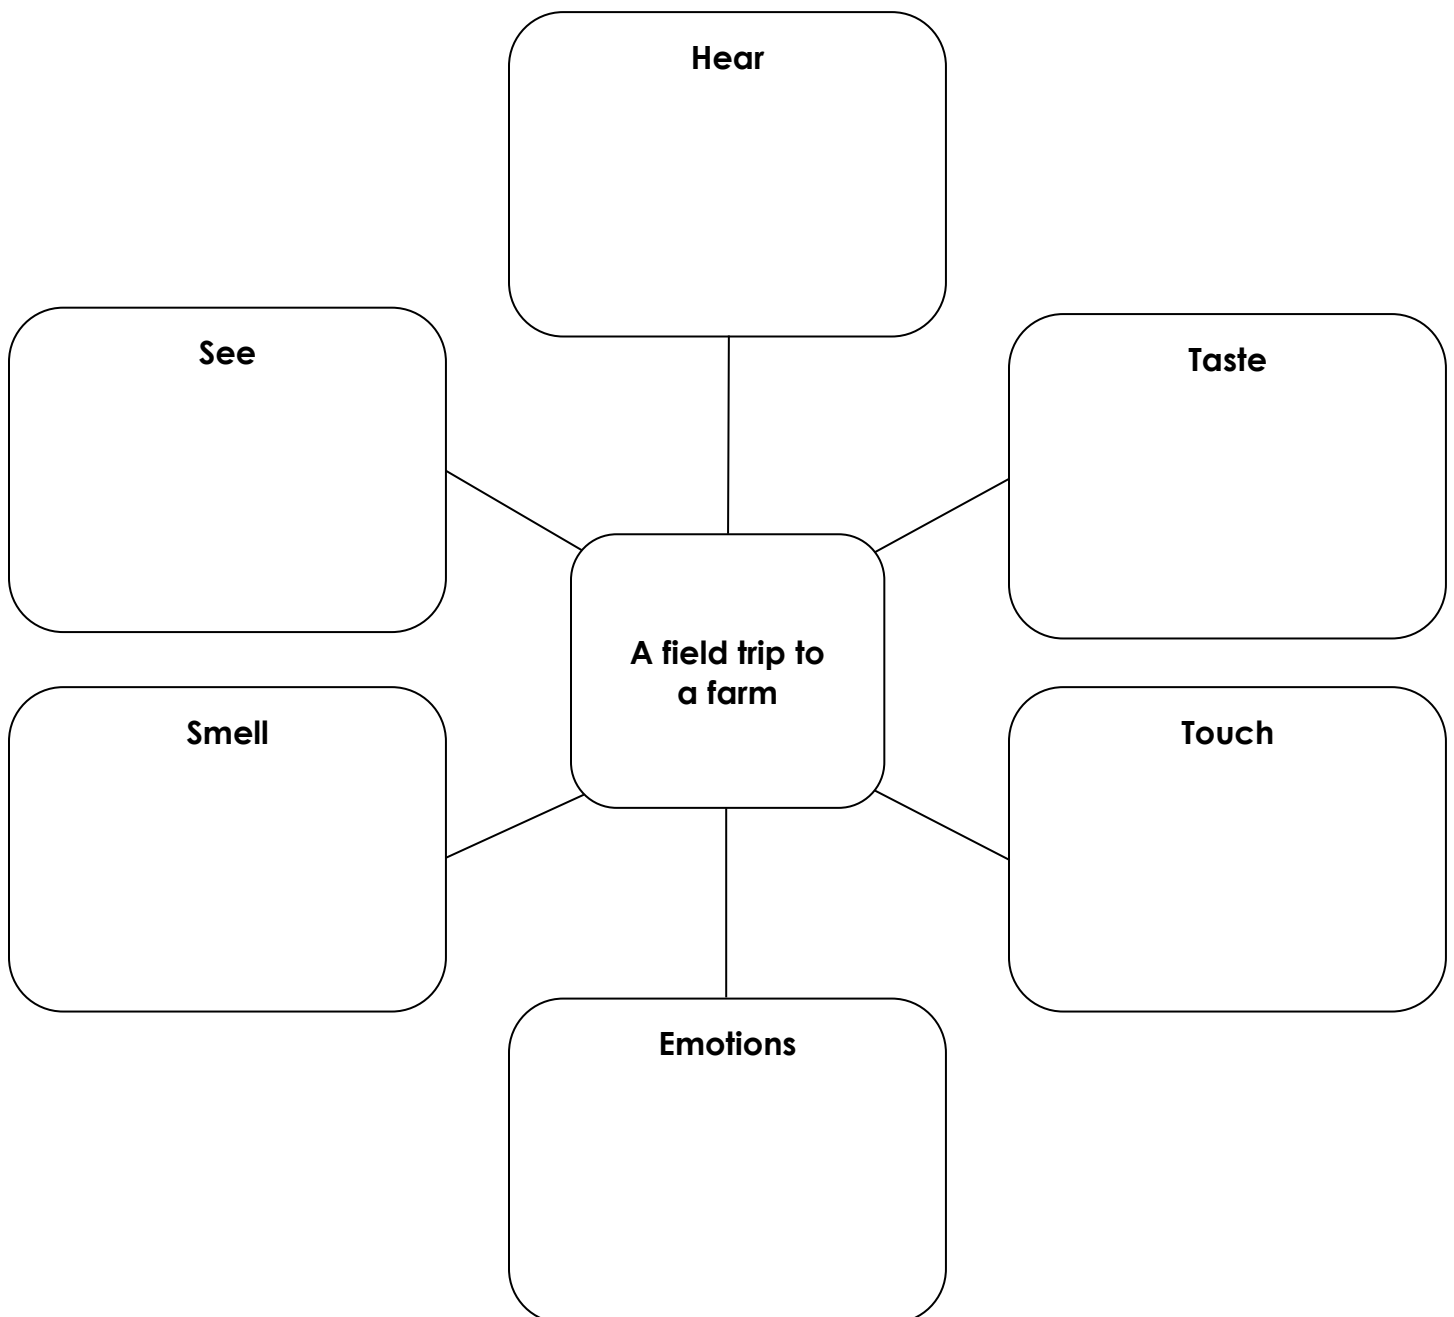 Hear
See
Taste
A field trip to
a farm
Smell
Touch
Emotions